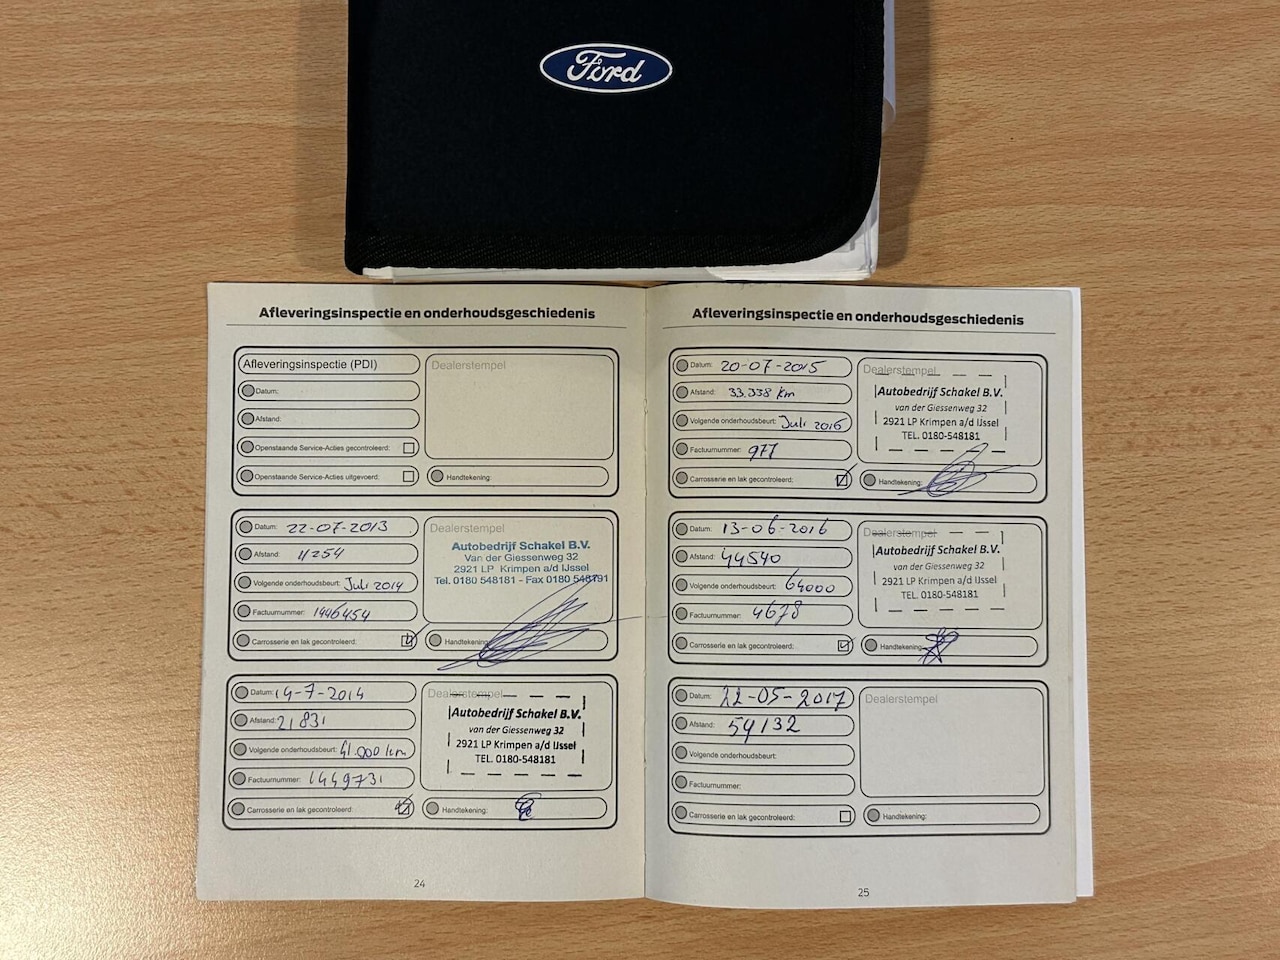 Ford
Afleveringsinspectie en onderhoudsgeschiedenis
Afleveringsinspectie (PDI)
Datum:
Afstand:
Openstaande Service-Acties gecontroleerd:
Openstaande Service-Acties uitgevoerd:
Dealerstempel
Handtekening:
Datum: 22-07-2013
Afstand: 11254
Volgende onderhoudsbeurt: Juli 2014
Factuurnummer: 1446454
Carrosserie en lak gecontroleerd:
Dealerstempel
Autobedrijf Schakel B.V.
Van der Giessenweg 32
2921 LP Krimpen a/d IJssel
Tel. 0180 548181 - Fax 0180 548791
Handtekening:
Datum: 14-7-2014
Afstand: 21831
Volgende onderhoudsbeurt: 41.000 km
Factuurnummer: 1449731
Carrosserie en lak gecontroleerd:
Dealerstempel
Autobedrijf Schakel B.V.
van der Giessenweg 32
2921 LP Krimpen a/d IJssel
TEL. 0180-548181
Handtekening:
24
Afleveringsinspectie en onderhoudsgeschiedenis
Datum: 20-07-2015
Afstand: 33.338 km
Volgende onderhoudsbeurt: Juli 2016
Factuurnummer: 977
Carrosserie en lak gecontroleerd:
Dealerstempel
Autobedrijf Schakel B.V.
van der Giessenweg 32
2921 LP Krimpen a/d IJssel
TEL. 0180-548181
Handtekening:
Datum: 13-06-2016
Afstand: 44540
Volgende onderhoudsbeurt: 64000
Factuurnummer: 4678
Carrosserie en lak gecontroleerd:
Dealerstempel
Autobedrijf Schakel B.V.
van der Giessenweg 32
2921 LP Krimpen a/d IJssel
TEL. 0180-548181
Handtekening:
Datum: 22-05-2017
Afstand: 54132
Volgende onderhoudsbeurt:
Factuurnummer:
Carrosserie en lak gecontroleerd:
Dealerstempel
Handtekening:
25